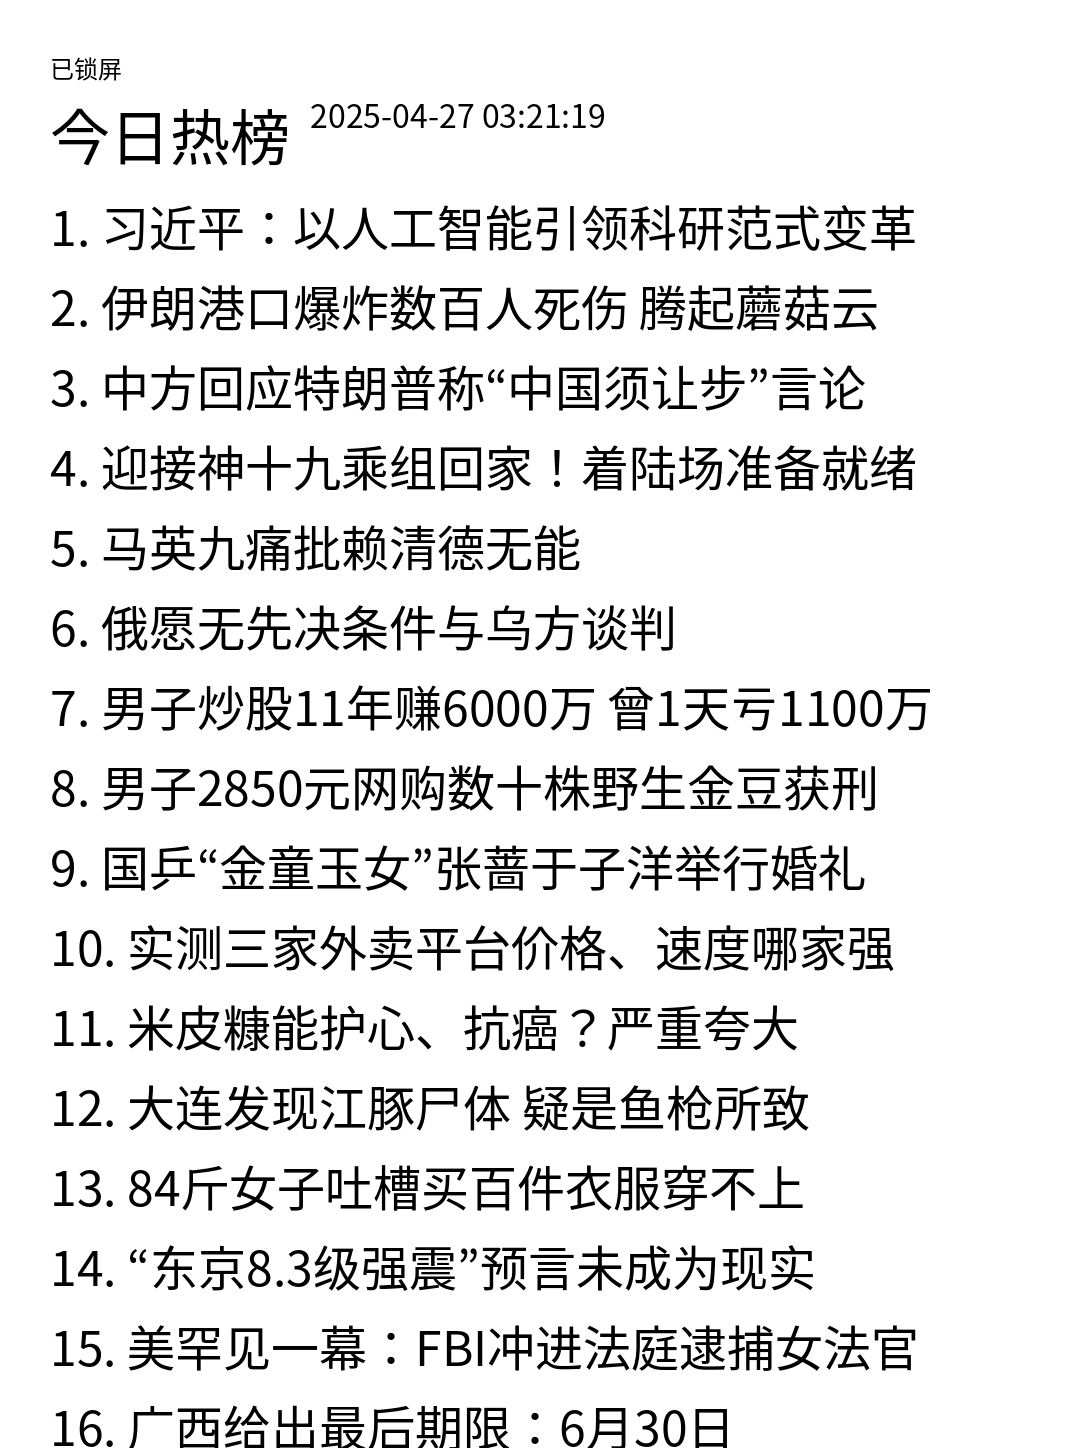 已锁屏
今日热榜 2025-04-27 03:21:19
1. 习近平：以人工智能引领科研范式变革
2. 伊朗港口爆炸数百人死伤 腾起蘑菇云
3. 中方回应特朗普称“中国须让步”言论
4. 迎接神十九乘组回家！着陆场准备就绪
5. 马英九痛批赖清德无能
6. 俄愿无先决条件与乌方谈判
7. 男子炒股11年赚6000万 曾1天亏1100万
8. 男子2850元网购数十株野生金豆获刑
9. 国乒“金童玉女”张蔷于子洋举行婚礼
10. 实测三家外卖平台价格、速度哪家强
11. 米皮糠能护心、抗癌？严重夸大
12. 大连发现江豚尸体 疑是鱼枪所致
13. 84斤女子吐槽买百件衣服穿不上
14. “东京8.3级强震”预言未成为现实
15. 美罕见一幕：FBI冲进法庭逮捕女法官
16. 广西给出最后期限：6月30日